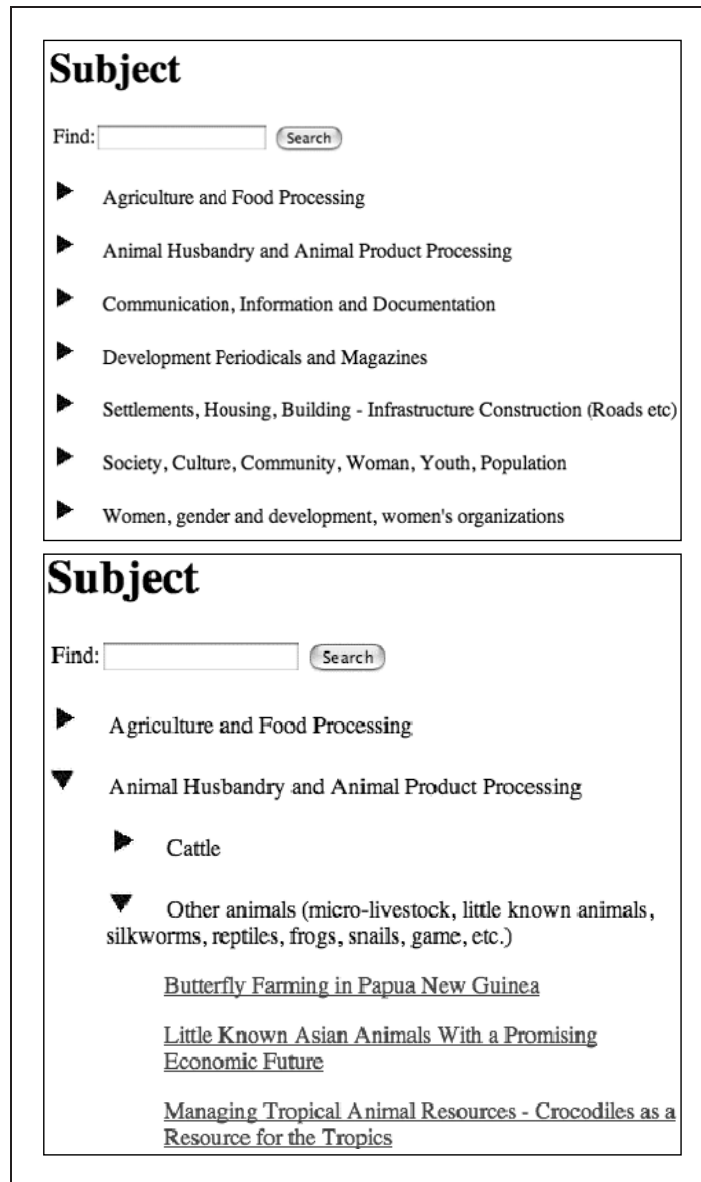 Subject
Find:
Search
Agriculture and Food Processing
Animal Husbandry and Animal Product Processing
Communication, Information and Documentation
Development Periodicals and Magazines
Settlements, Housing, Building - Infrastructure Construction (Roads etc)
Society, Culture, Community, Woman, Youth, Population
Women, gender and development, women's organizations
Subject
Find:
Search
Agriculture and Food Processing
Animal Husbandry and Animal Product Processing
Cattle
Other animals (micro-livestock, little known animals,
silkworms, reptiles, frogs, snails, game, etc.)
Butterfly Farming in Papua New Guinea
Little Known Asian Animals With a Promising
Economic Future
Managing Tropical Animal Resources - Crocodiles as a
Resource for the Tropics